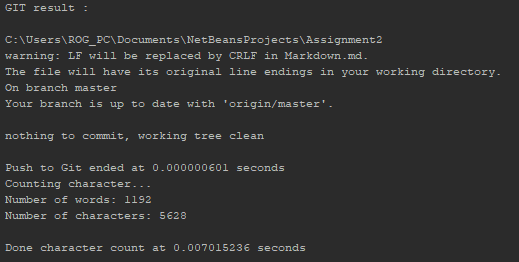 GIT result :
C:\Users\ROG_PC\Documents\NetBeansProjects\Assignment2
warning: LF will be replaced by CRLF in Markdown.md.
The file will have its original line endings in your working directory.
On branch master
Your branch is up to date with 'origin/master'.
nothing to commit, working tree clean
Push to Git ended at 0.000000601 seconds
Counting character...
Number of words: 1192
Number of characters: 5628
Done character count at 0.007015236 seconds